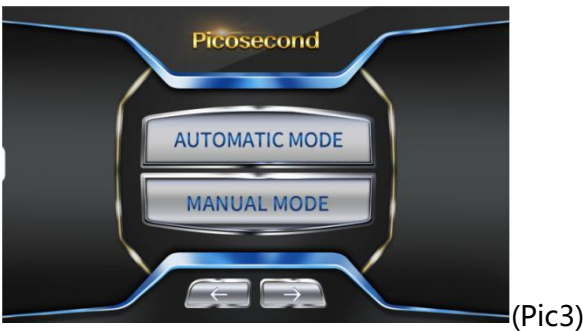 Picosecond
AUTOMATIC MODE
MANUAL MODE
← →
(Pic3)